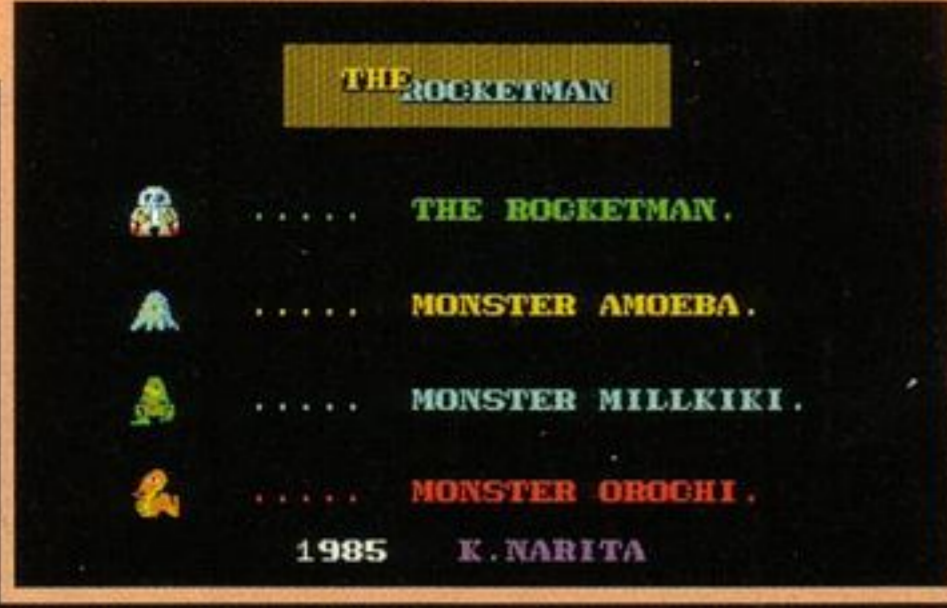 THE ROCKETMAN
..... THE ROCKETMAN.
..... MONSTER AMOEBA.
..... MONSTER MILLKIKI.
..... MONSTER OROCHI.
1985 K.NARITA